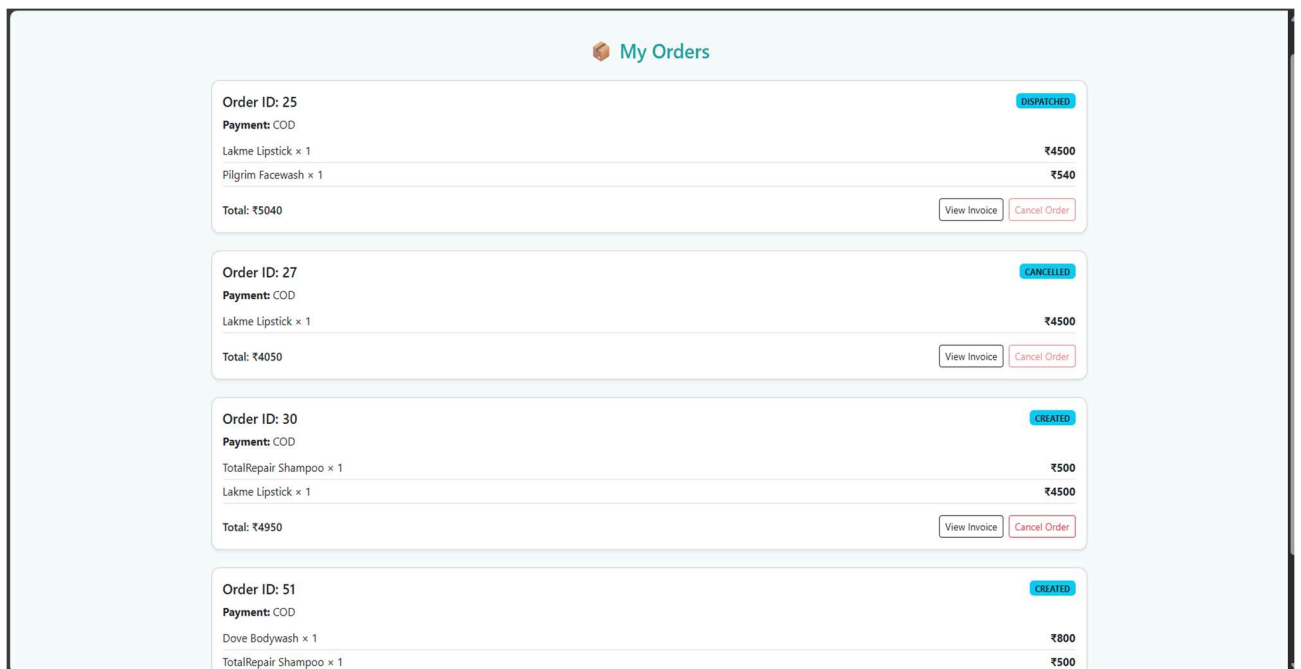 My Orders
Order ID: 25 DISPATCHED
Payment: COD
Lakme Lipstick × 1 ₹4500
Pilgrim Facewash × 1 ₹540
Total: ₹5040 View Invoice Cancel Order
Order ID: 27 CANCELLED
Payment: COD
Lakme Lipstick × 1 ₹4500
Total: ₹4050 View Invoice Cancel Order
Order ID: 30 CREATED
Payment: COD
TotalRepair Shampoo × 1 ₹500
Lakme Lipstick × 1 ₹4500
Total: ₹4950 View Invoice Cancel Order
Order ID: 51 CREATED
Payment: COD
Dove Bodywash × 1 ₹800
TotalRepair Shampoo × 1 ₹500